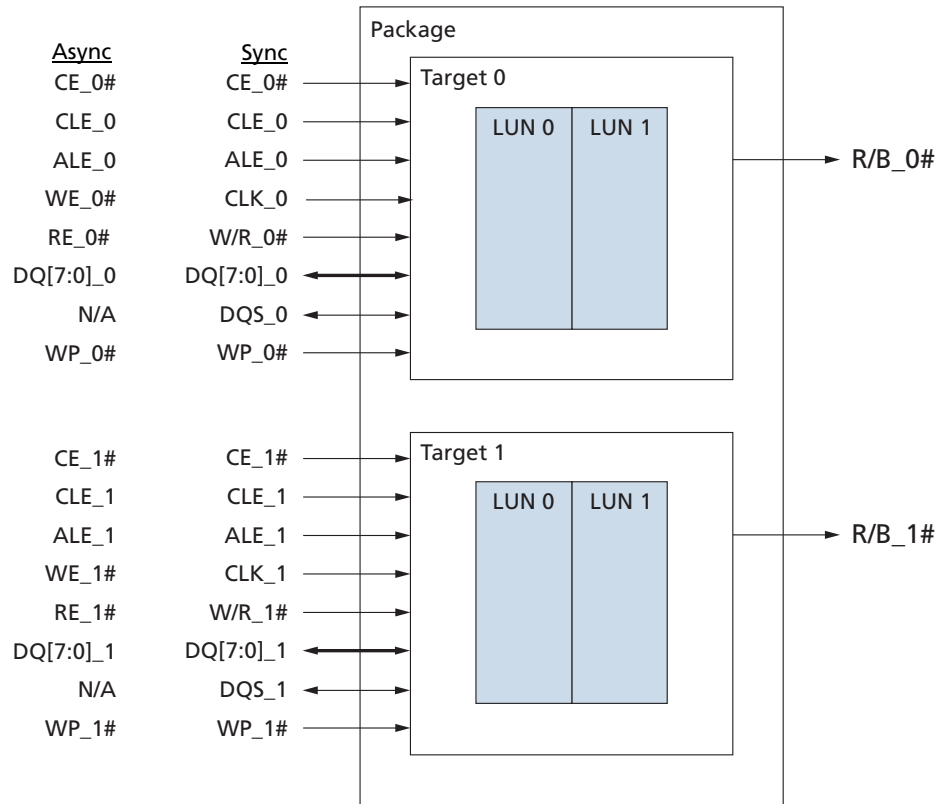 Package
Async Sync
CE_0# CE_0# Target 0
CLE_0 CLE_0 LUN 0 LUN 1
ALE_0 ALE_0 R/B_0#
WE_0# CLK_0
RE_0# W/R_0#
DQ[7:0]_0 DQ[7:0]_0
N/A DQS_0
WP_0# WP_0#
CE_1# CE_1# Target 1
CLE_1 CLE_1 LUN 0 LUN 1
ALE_1 ALE_1 R/B_1#
WE_1# CLK_1
RE_1# W/R_1#
DQ[7:0]_1 DQ[7:0]_1
N/A DQS_1
WP_1# WP_1#